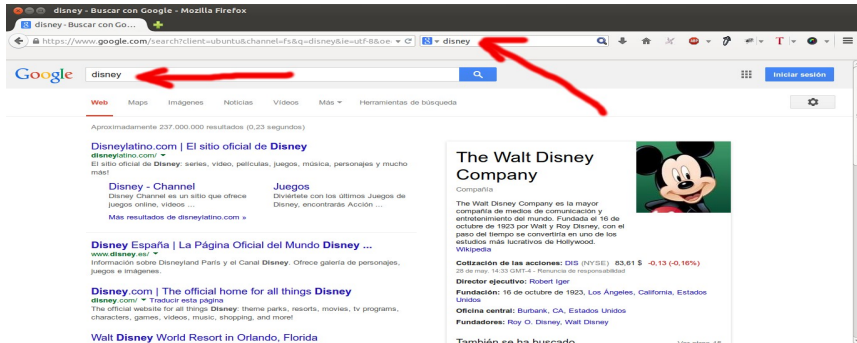 disney - Buscar con Google - Mozilla Firefox
disney - Buscar con Go...
https://www.google.com/search?client=ubuntu&channel=fs&q=disney&ie=utf-8&oe- disney
Google disney Iniciar sesión
Web Maps Imágenes Noticias Vídeos Más Herramientas de búsqueda
Aproximadamente 237.000.000 resultados (0,23 segundos)
Disneylatino.com | El sitio oficial de Disney
disneylatino.com/
El sitio oficial de Disney: series, video, películas, juegos, música, personajes y mucho
más!
Disney - Channel
Disney Channel es un sitio que ofrece
juegos online, videos ...
Juegos
Diviértete con los últimos Juegos de
Disney, encontrarás Acción ...
Más resultados de disneylatino.com »
Disney España | La Página Oficial del Mundo Disney ...
www.disney.es/
Información sobre Disneyland París y el Canal Disney. Ofrece galería de personajes,
juegos e imágenes.
Disney.com | The official home for all things Disney
disney.com/ Traducir esta página
The official website for all things Disney: theme parks, resorts, movies, tv programs,
characters, games, videos, music, shopping, and more!
Walt Disney World Resort in Orlando, Florida
The Walt Disney
Company
Compañía
The Walt Disney Company es la mayor
compañía de medios de comunicación y
entretenimiento del mundo. Fundada el 16 de
octubre de 1923 por Walt y Roy Disney, con el
paso del tiempo se convertiría en uno de los
estudios más lucrativos de Hollywood.
Wikipedia
Cotización de las acciones: DIS (NYSE) 83,61 $ -0,13 (-0,16%)
28 de may. 14:33 GMT-4 - Renuncia de responsabilidad
Director ejecutivo: Robert Iger
Fundación: 16 de octubre de 1923, Los Ángeles, California, Estados
Unidos
Oficina central: Burbank, CA, Estados Unidos
Fundadores: Roy O. Disney, Walt Disney
También se ha buscado